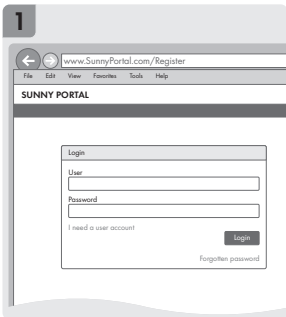 1
www.SunnyPortal.com/Register
File Edit View Favorites Tools Help
SUNNY PORTAL
Login
User
Password
I need a user account
Login
Forgotten password